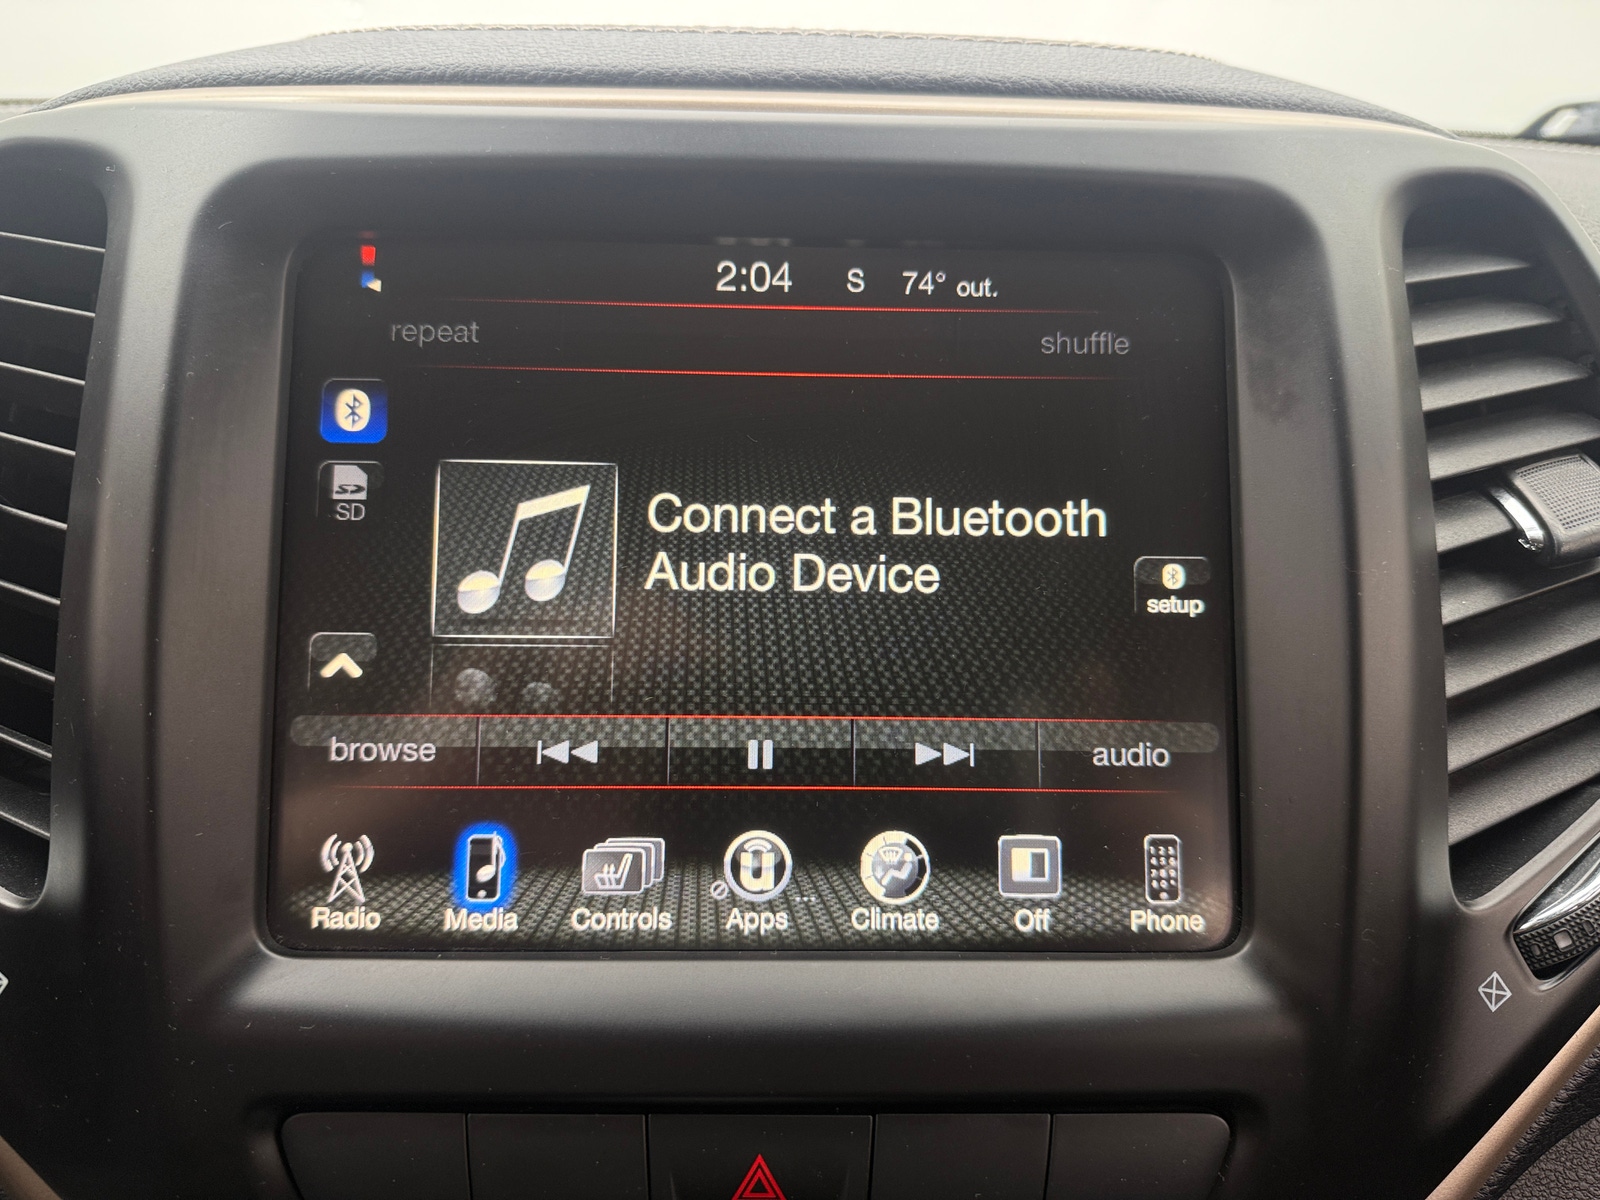 2:04 S 74° out.
repeat shuffle
SD
Connect a Bluetooth
Audio Device
setup
browse audio
Radio Media Controls Apps Climate Off Phone